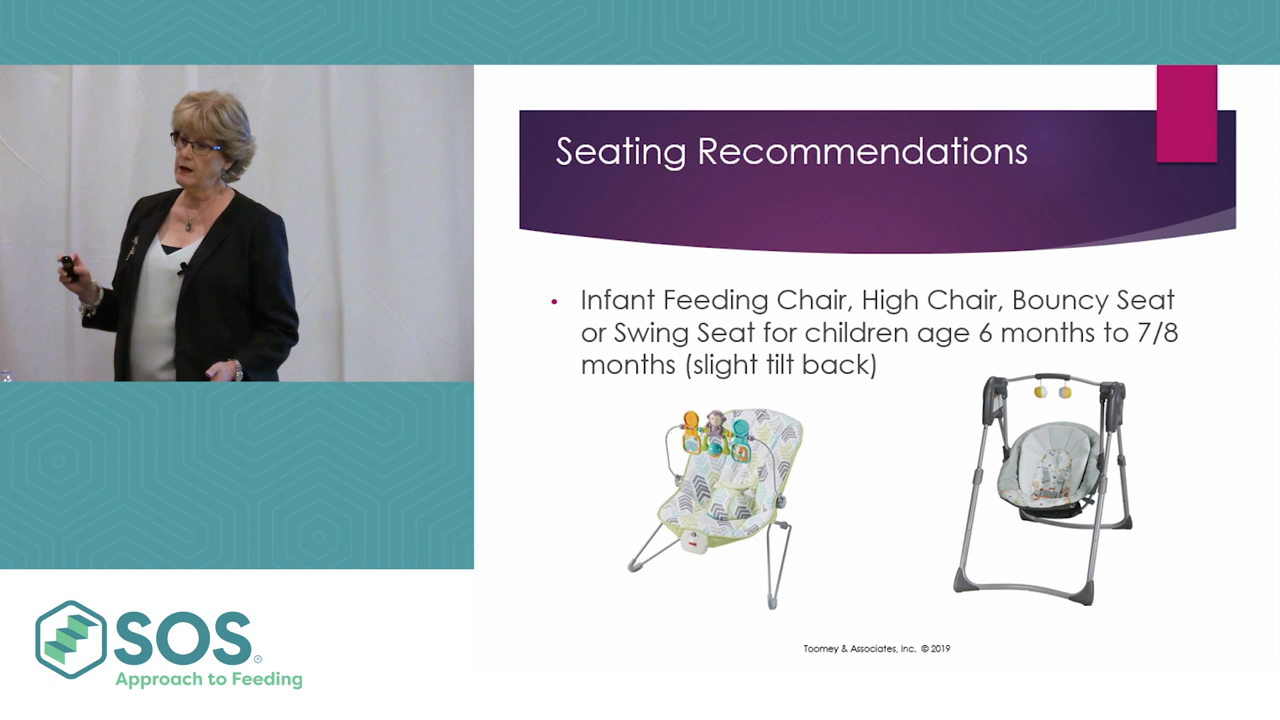 Seating Recommendations
• Infant Feeding Chair, High Chair, Bouncy Seat
or Swing Seat for children age 6 months to 7/8
months (slight tilt back)
Toomey & Associates, Inc. © 2019
SOS®
Approach to Feeding